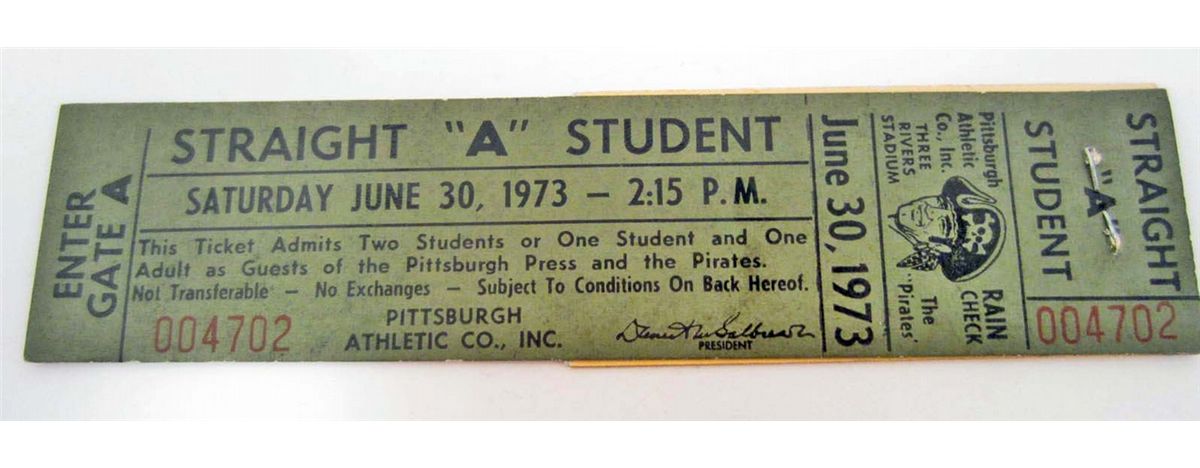 ENTER
GATE A
STRAIGHT "A" STUDENT
SATURDAY JUNE 30, 1973 — 2:15 P.M.
This Ticket Admits Two Students or One Student and One
Adult as Guests of the Pittsburgh Press and the Pirates.
Not Transferable — No Exchanges — Subject To Conditions On Back Hereof.
004702
PITTSBURGH
ATHLETIC CO., INC.
PRESIDENT
June 30, 1973
Pittsburgh
Athletic
Co., Inc.
THREE
RIVERS
STADIUM
RAIN
CHECK
The
"Pirates"
STRAIGHT
"A"
STUDENT
004702